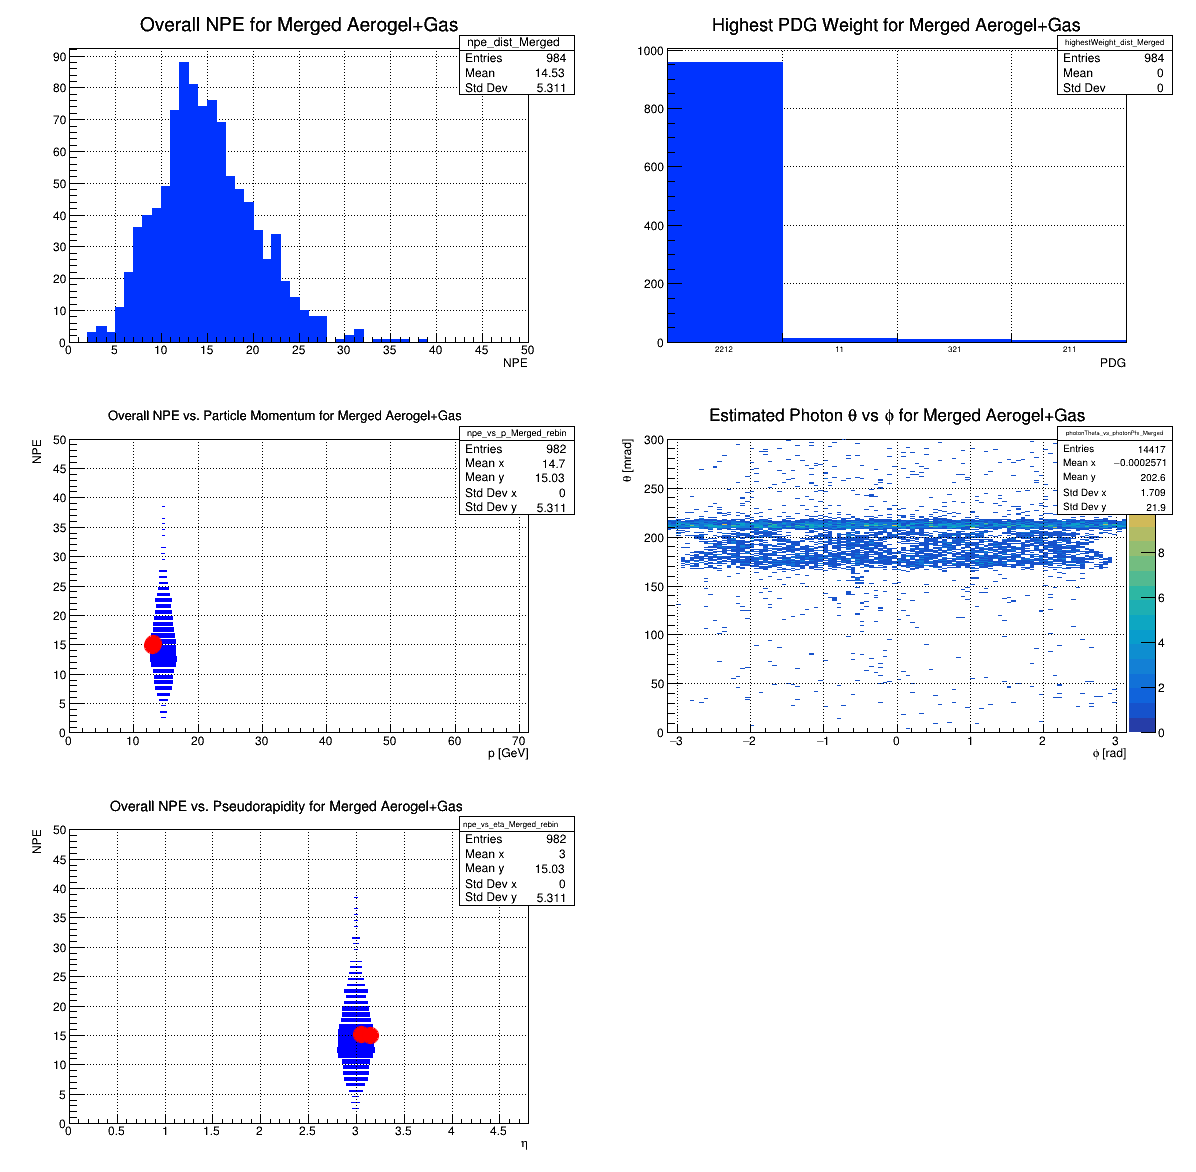 Overall NPE for Merged Aerogel+Gas
npe_dist_Merged
Entries 984
Mean 14.53
Std Dev 5.311
90
80
70
60
50
40
30
20
10
0
0 5 10 15 20 25 30 35 40 45 50
NPE
Highest PDG Weight for Merged Aerogel+Gas
highestWeight_dist_Merged
Entries 984
Mean 0
Std Dev 0
1000
800
600
400
200
0
2212 11 321 211
PDG
Overall NPE vs. Particle Momentum for Merged Aerogel+Gas
npe_vs_p_Merged_rebin
Entries 982
Mean x 14.7
Mean y 15.03
Std Dev x 0
Std Dev y 5.311
NPE
50
45
40
35
30
25
20
15
10
5
0
0 10 20 30 40 50 60 70
p [GeV]
Estimated Photon θ vs ϕ for Merged Aerogel+Gas
photonTheta_vs_photonPhi_Merged
Entries 14417
Mean x −0.0002571
Mean y 202.6
Std Dev x 1.709
Std Dev y 21.9
θ [mrad]
300
250
200
150
100
50
0
−3 −2 −1 0 1 2 3
ϕ [rad]
8
6
4
2
0
Overall NPE vs. Pseudorapidity for Merged Aerogel+Gas
npe_vs_eta_Merged_rebin
Entries 982
Mean x 3
Mean y 15.03
Std Dev x 0
Std Dev y 5.311
NPE
50
45
40
35
30
25
20
15
10
5
0
0 0.5 1 1.5 2 2.5 3 3.5 4 4.5
η